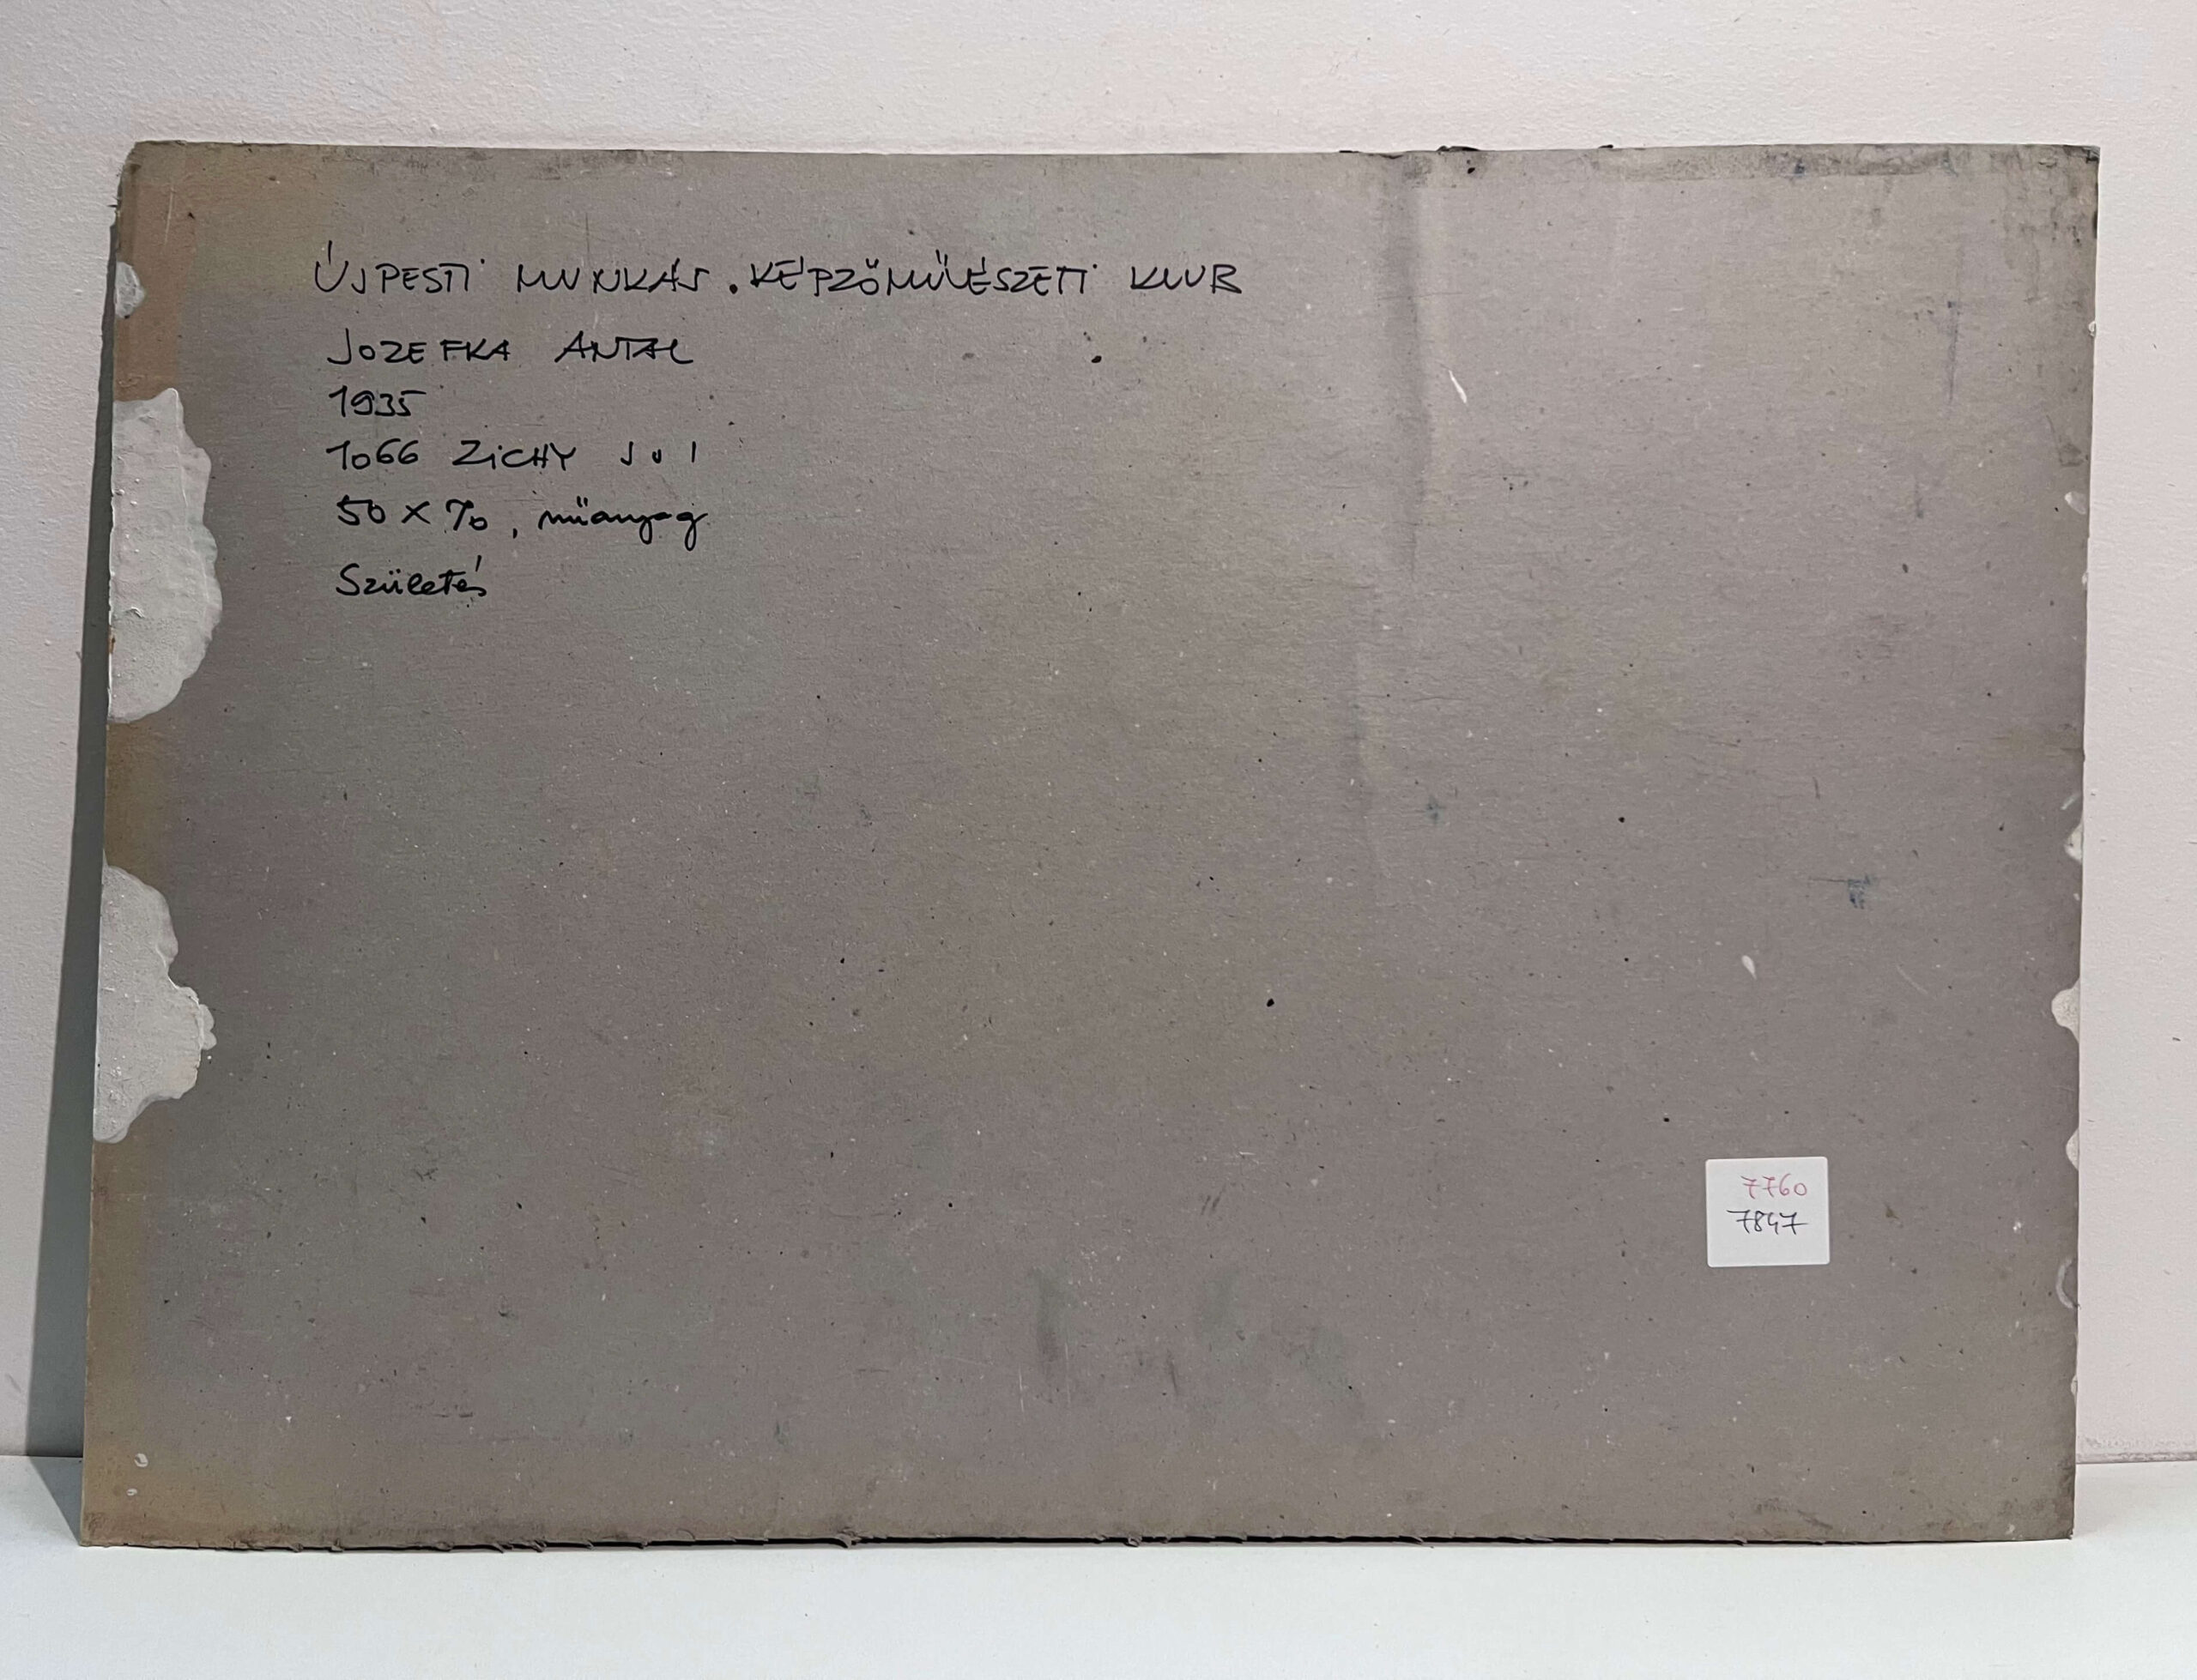 ÚJPESTI MUNKÁS. KÉPZŐMŰVÉSZETI KLUB
JOZEFKA ANTAL
1935
1066 ZICHY J U 1
50 X 70, műanyag
Születés
7760
7847